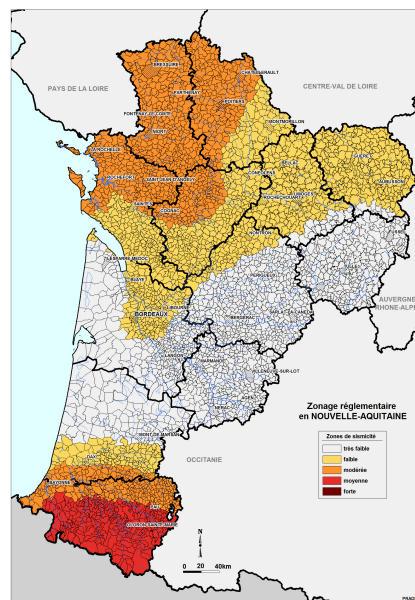 BRESSUIRE
CHATELLERAULT
PAYS DE LA LOIRE
CENTRE-VAL DE LOIRE
PARTHENAY
POITIERS
FONTENAY-LE-COMTE
MONTMORILLON
NIORT
LA ROCHELLE
BELLAC
GUERET
CONFOLENS
ROCHEFORT
SAINT-JEAN-D'ANGELY
AUBUSSON
LIMOGES
ROCHECHOUART
SAINTES
COGNAC
NONTRON
USSEL
LESPARRE-MEDOC
PERIGUEUX
BLAYE
AUVERGNE
RHONE-ALPES
LIBOURNE
BORDEAUX
BERGERAC
SARLAT-LA-CANEDA
LANGON
MARMANDE
VILLENEUVE-SUR-LOT
AGEN
NERAC
Zonage réglementaire
en NOUVELLE-AQUITAINE
MONT-DE-MARSAN
Zones de sismicité
très faible
faible
modérée
moyenne
forte
DAX
OCCITANIE
BAYONNE
PAU
OLORON-SAINTE-MARIE
N
0 20 40km